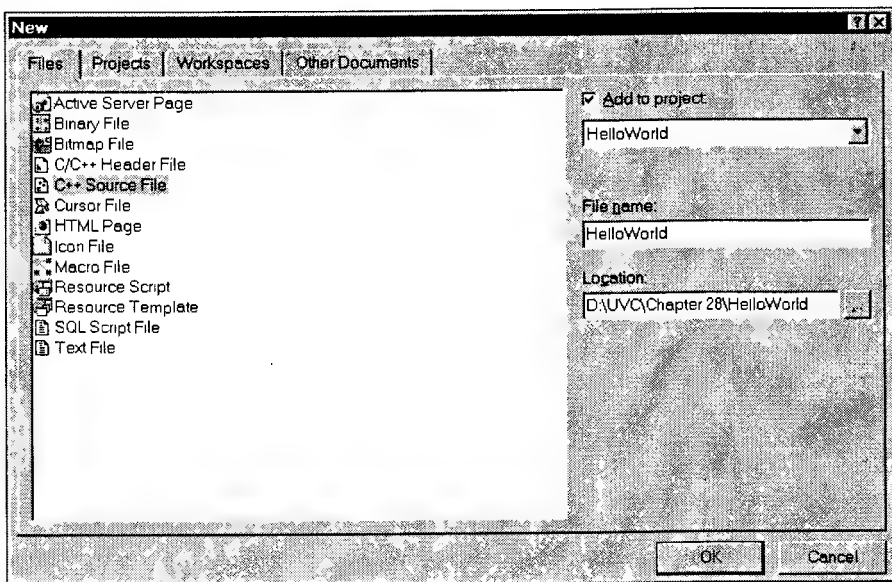 New
Files Projects Workspaces Other Documents
Active Server Page
Binary File
Bitmap File
C/C++ Header File
C++ Source File
Cursor File
HTML Page
Icon File
Macro File
Resource Script
Resource Template
SQL Script File
Text File
Add to project:
HelloWorld
File name:
HelloWorld
Location:
D:\UVC\Chapter 28\HelloWorld
...
OK Cancel